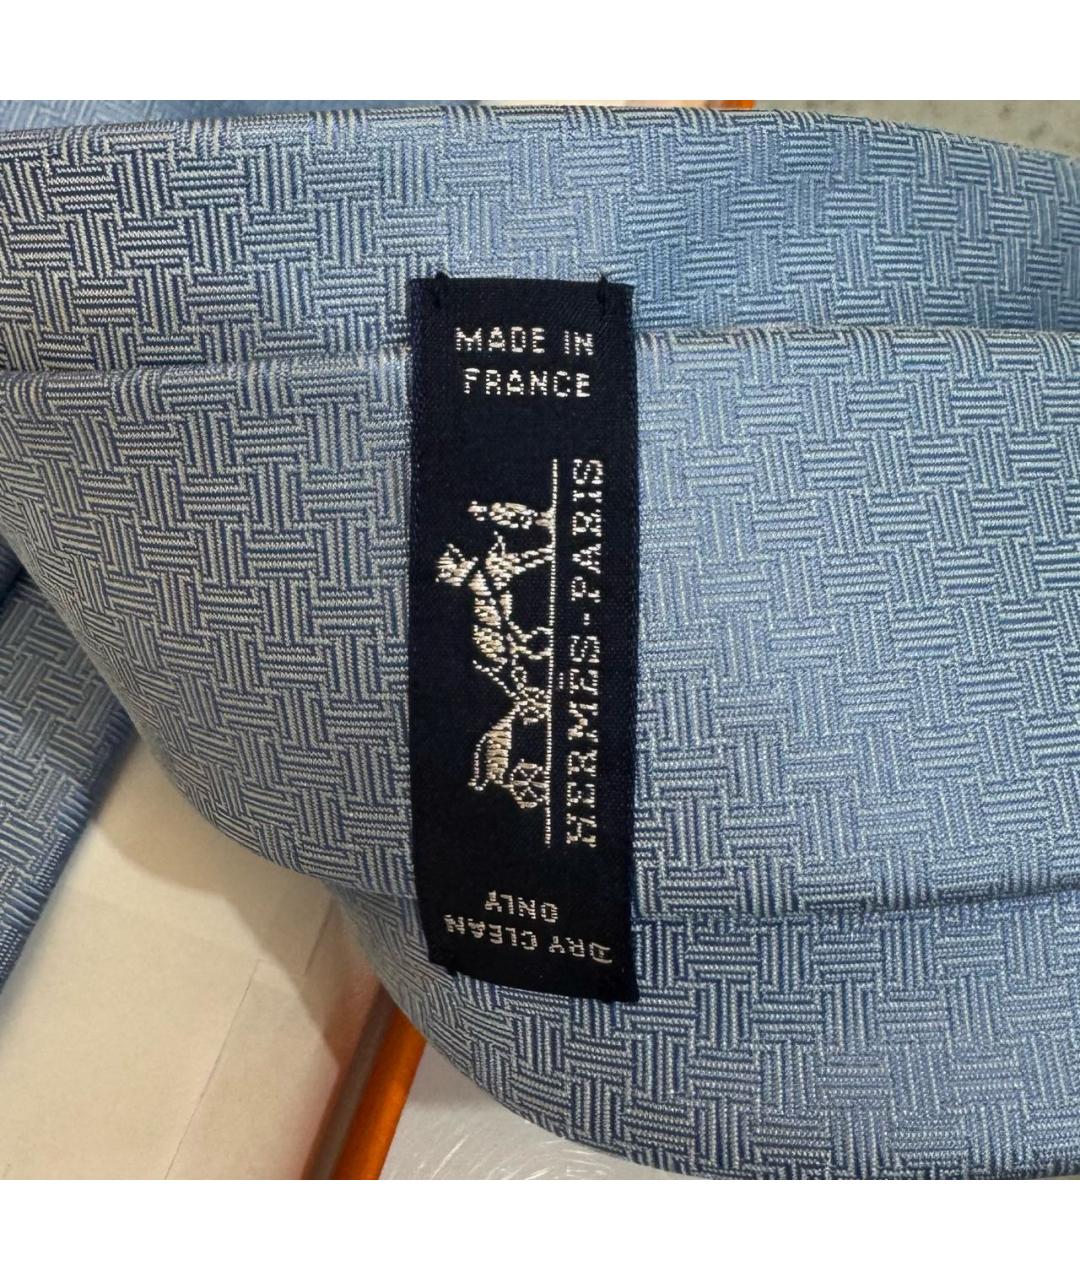 MADE IN
FRANCE
HERMÈS-PARIS
DRY CLEAN
ONLY